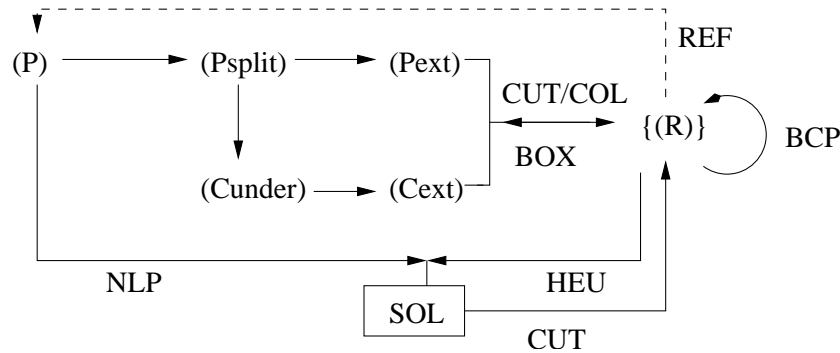 REF
(P) (Psplit) (Pext)
CUT/COL
{(R)}
BCP
BOX
(Cunder) (Cext)
NLP HEU
SOL
CUT